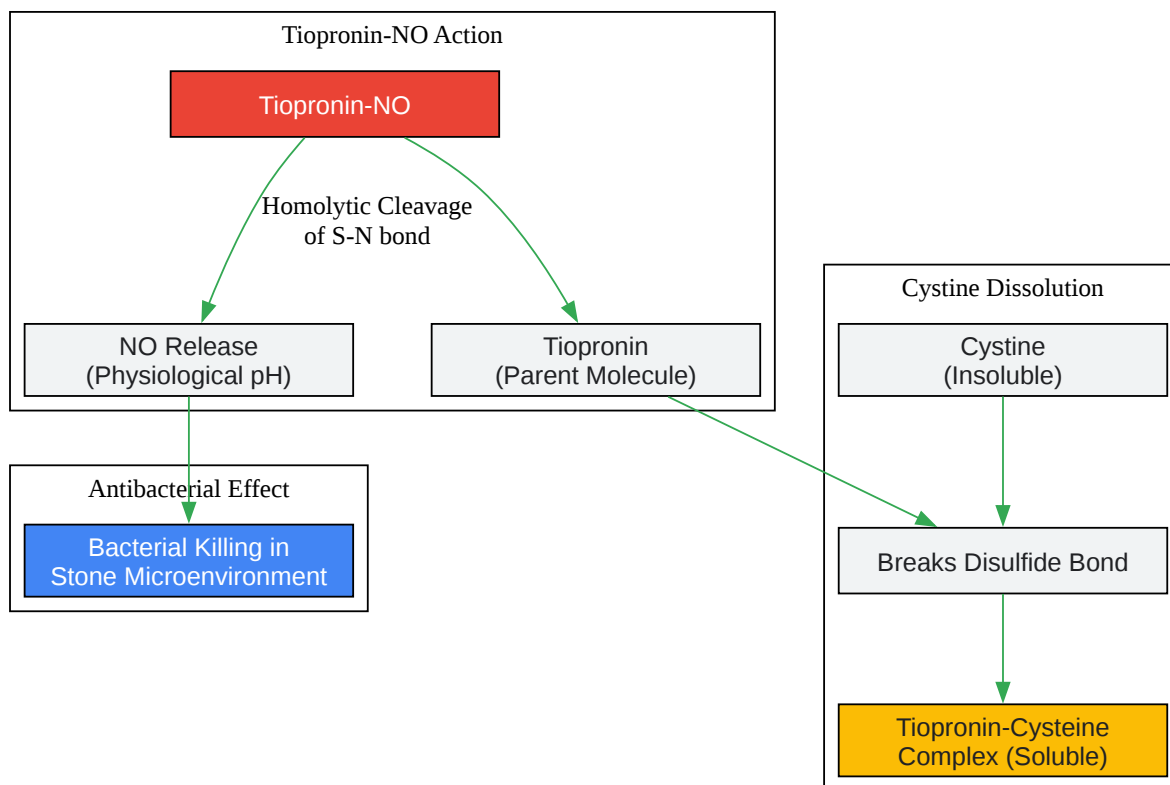 Tiopronin-NO Action
Tiopronin-NO
Homolytic Cleavage
of S-N bond
NO Release
(Physiological pH)
Tiopronin
(Parent Molecule)
Antibacterial Effect
Bacterial Killing in
Stone Microenvironment
Cystine Dissolution
Cystine
(Insoluble)
Breaks Disulfide Bond
Tiopronin-Cysteine
Complex (Soluble)